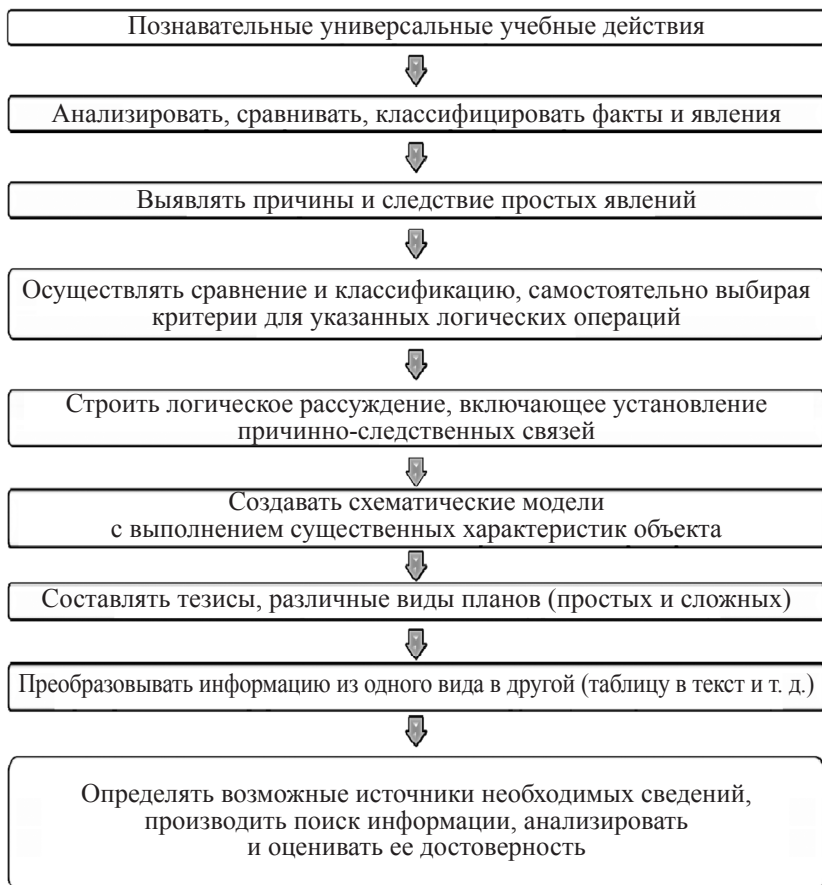 Познавательные универсальные учебные действия
Анализировать, сравнивать, классифицировать факты и явления
Выявлять причины и следствие простых явлений
Осуществлять сравнение и классификацию, самостоятельно выбирая
критерии для указанных логических операций
Строить логическое рассуждение, включающее установление
причинно-следственных связей
Создавать схематические модели
с выполнением существенных характеристик объекта
Составлять тезисы, различные виды планов (простых и сложных)
Преобразовывать информацию из одного вида в другой (таблицу в текст и т. д.)
Определять возможные источники необходимых сведений,
производить поиск информации, анализировать
и оценивать ее достоверность